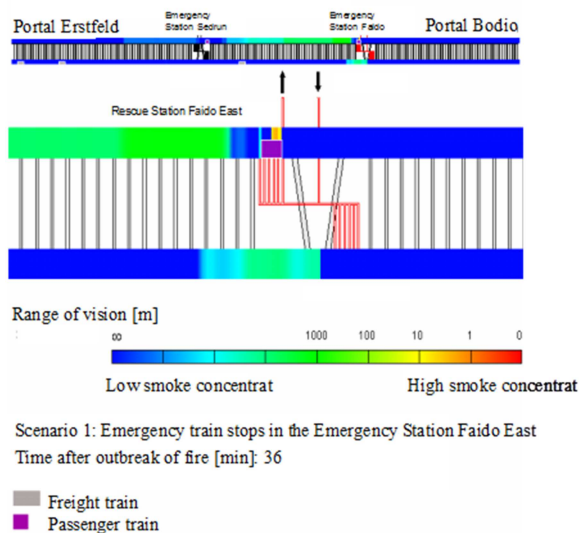 Portal Erstfeld
Emergency
Station Sedrun
Emergency
Station Faido
Portal Bodio
Rescue Station Faido East
Range of vision [m]
∞ 1000 100 10 1 0
Low smoke concentrat High smoke concentrat
Scenario 1: Emergency train stops in the Emergency Station Faido East
Time after outbreak of fire [min]: 36
Freight train
Passenger train